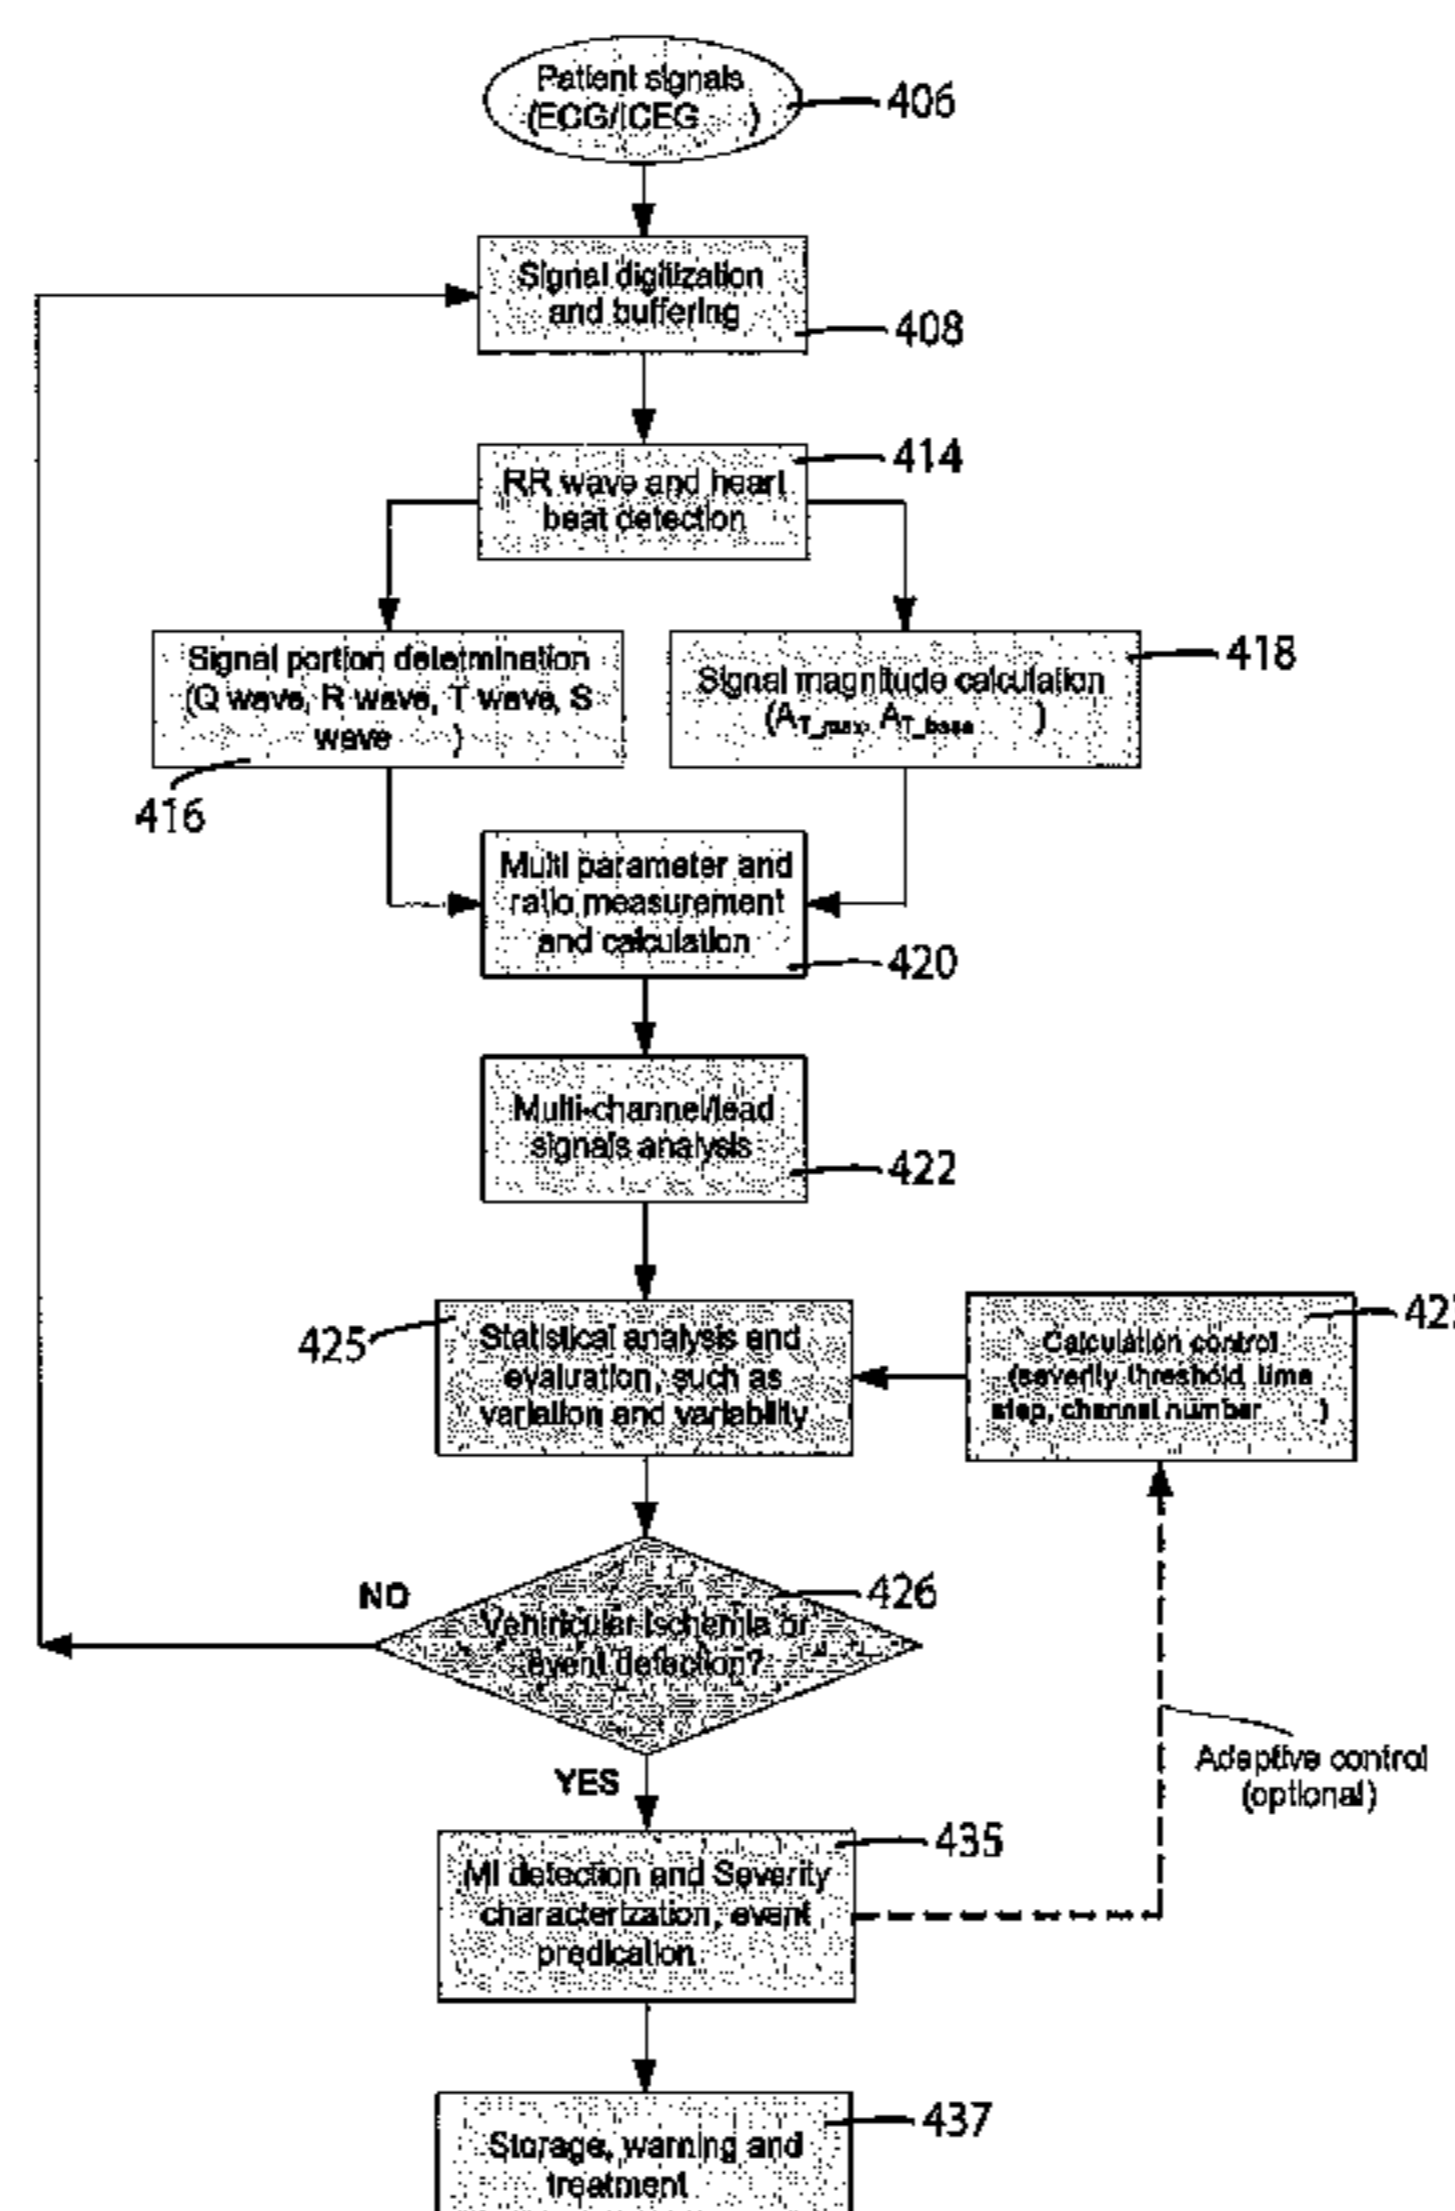 Patient signals
(ECG/ICEG )
406
Signal digitization
and buffering
408
414
RR wave and heart
beat detection
Signal portion determination
(Q wave, R wave, T wave, S
wave )
416
418
Signal magnitude calculation
(A_T_max, A_T_base )
Multi parameter and
ratio measurement
and calculation
420
Multi-channel/lead
signals analysis
422
425
Statistical analysis and
evaluation, such as
variation and variability
Calculation control
(severity threshold, time
step, channel number )
NO
426
Ventricular Ischemia or
event detection?
YES
Adaptive control
(optional)
435
MI detection and Severity
characterization, event
predication
437
Storage, warning and
treatment